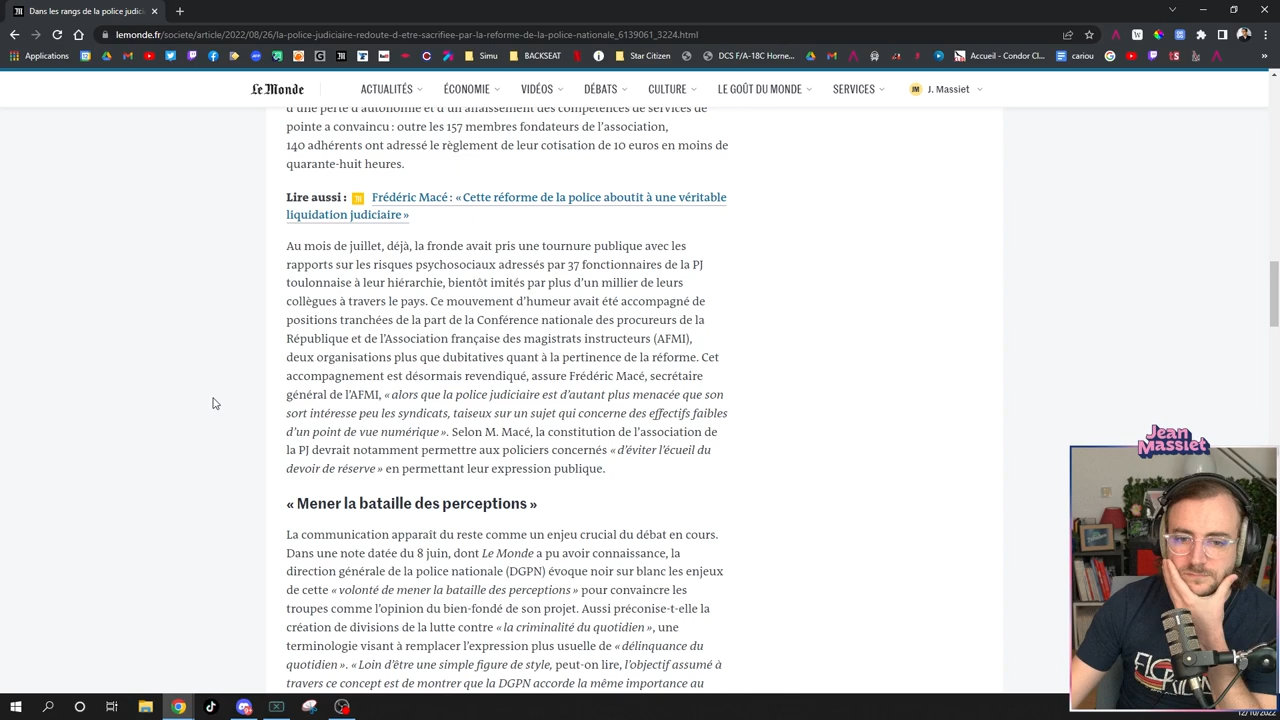 Dans les rangs de la police judici
lemonde.fr/societe/article/2022/08/26/la-police-judiciaire-redoute-d-etre-sacrifiee-par-la-reforme-de-la-police-nationale_6139061_3224.html
Applications
Simu
BACKSEAT
Star Citizen
DCS F/A-18C Horne...
Accueil - Condor Cl...
cariou
Le Monde
ACTUALITÉS
ÉCONOMIE
VIDÉOS
DÉBATS
CULTURE
LE GOÛT DU MONDE
SERVICES
JM
J. Massiet
d'une perte d'autonomie et d'un affaissement des compétences de services de
pointe a convaincu : outre les 157 membres fondateurs de l'association,
140 adhérents ont adressé le règlement de leur cotisation de 10 euros en moins de
quarante-huit heures.
Lire aussi : Frédéric Macé : « Cette réforme de la police aboutit à une véritable
liquidation judiciaire »
Au mois de juillet, déjà, la fronde avait pris une tournure publique avec les
rapports sur les risques psychosociaux adressés par 37 fonctionnaires de la PJ
toulonnaise à leur hiérarchie, bientôt imités par plus d'un millier de leurs
collègues à travers le pays. Ce mouvement d'humeur avait été accompagné de
positions tranchées de la part de la Conférence nationale des procureurs de la
République et de l'Association française des magistrats instructeurs (AFMI),
deux organisations plus que dubitatives quant à la pertinence de la réforme. Cet
accompagnement est désormais revendiqué, assure Frédéric Macé, secrétaire
général de l'AFMI, « alors que la police judiciaire est d'autant plus menacée que son
sort intéresse peu les syndicats, taiseux sur un sujet qui concerne des effectifs faibles
d'un point de vue numérique ». Selon M. Macé, la constitution de l'association de
la PJ devrait notamment permettre aux policiers concernés « d'éviter l'écueil du
devoir de réserve » en permettant leur expression publique.
« Mener la bataille des perceptions »
La communication apparaît du reste comme un enjeu crucial du débat en cours.
Dans une note datée du 8 juin, dont Le Monde a pu avoir connaissance, la
direction générale de la police nationale (DGPN) évoque noir sur blanc les enjeux
de cette « volonté de mener la bataille des perceptions » pour convaincre les
troupes comme l'opinion du bien-fondé de son projet. Aussi préconise-t-elle la
création de divisions de la lutte contre « la criminalité du quotidien », une
terminologie visant à remplacer l'expression plus usuelle de « délinquance du
quotidien ». « Loin d'être une simple figure de style, peut-on lire, l'objectif assumé à
travers ce concept est de montrer que la DGPN accorde la même importance au
Jean
Massiet
12/10/2022